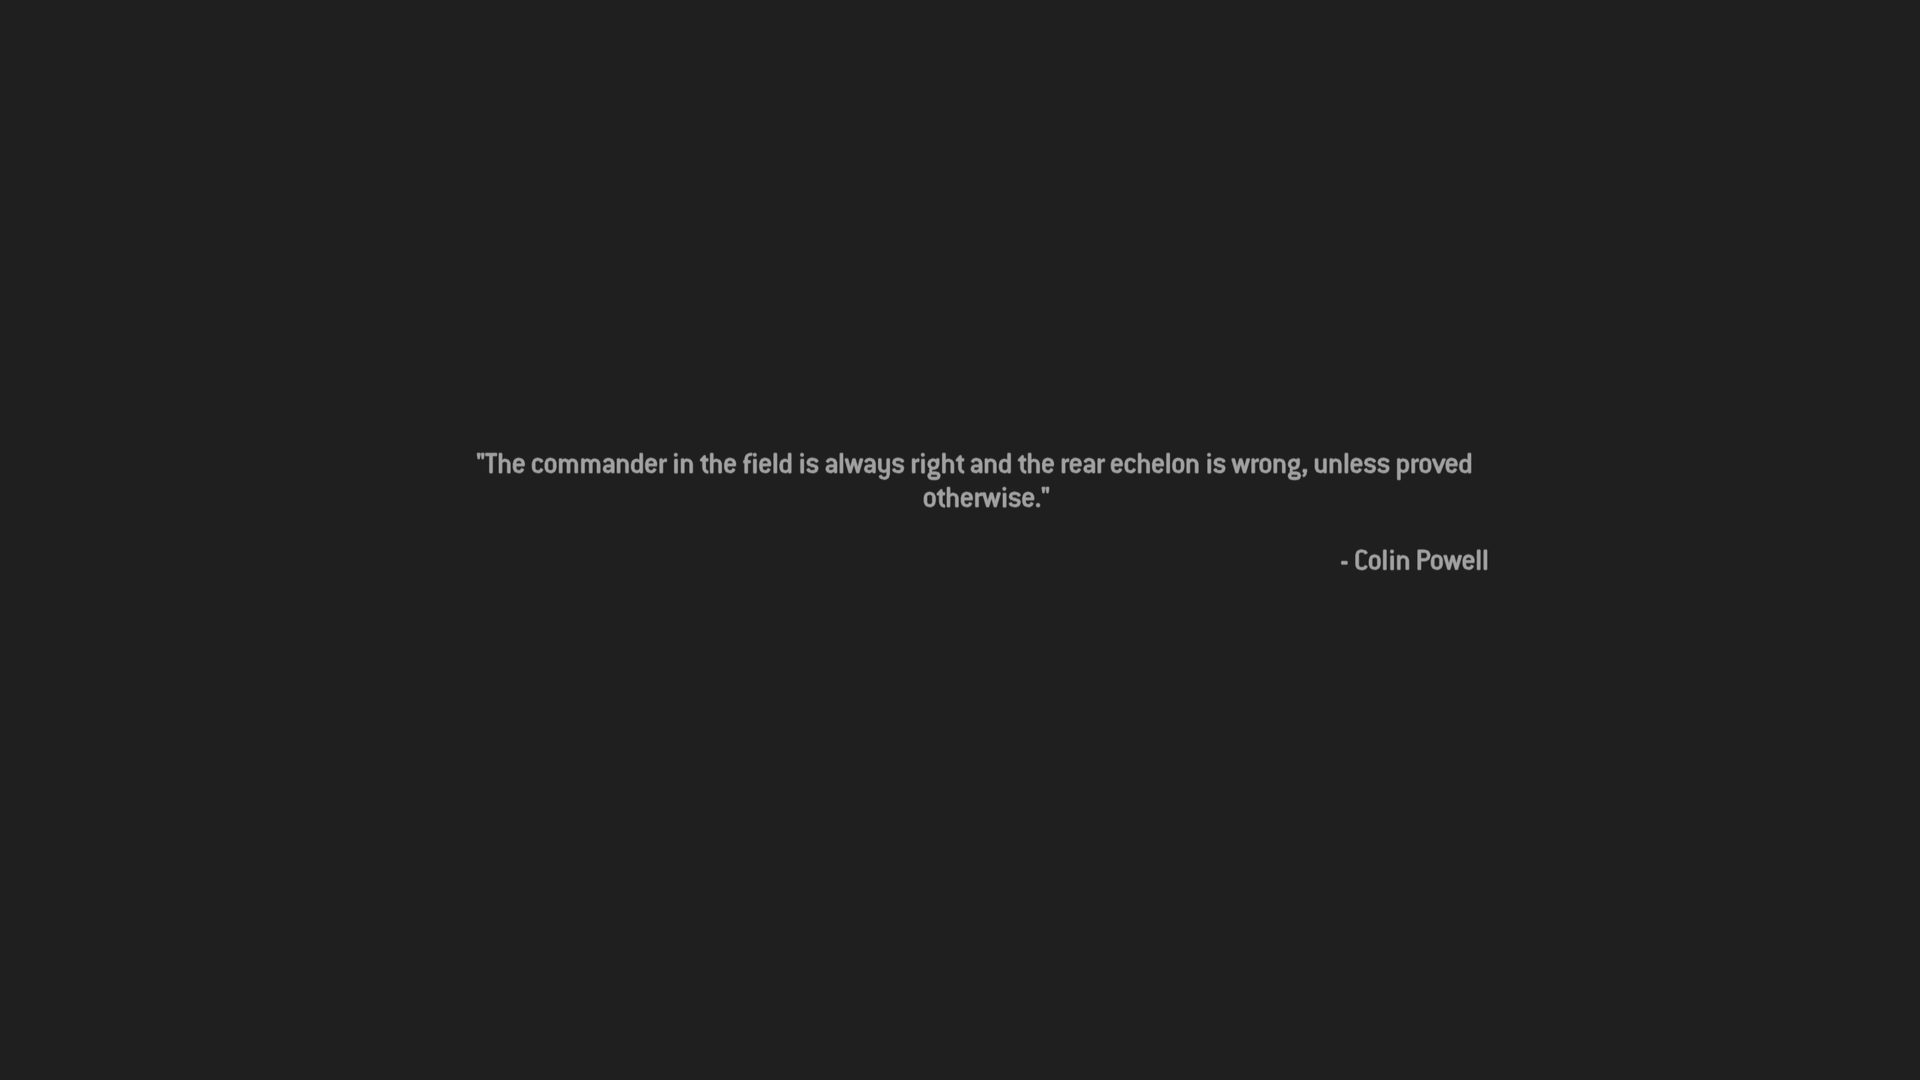 "The commander in the field is always right and the rear echelon is wrong, unless proved
otherwise."
- Colin Powell